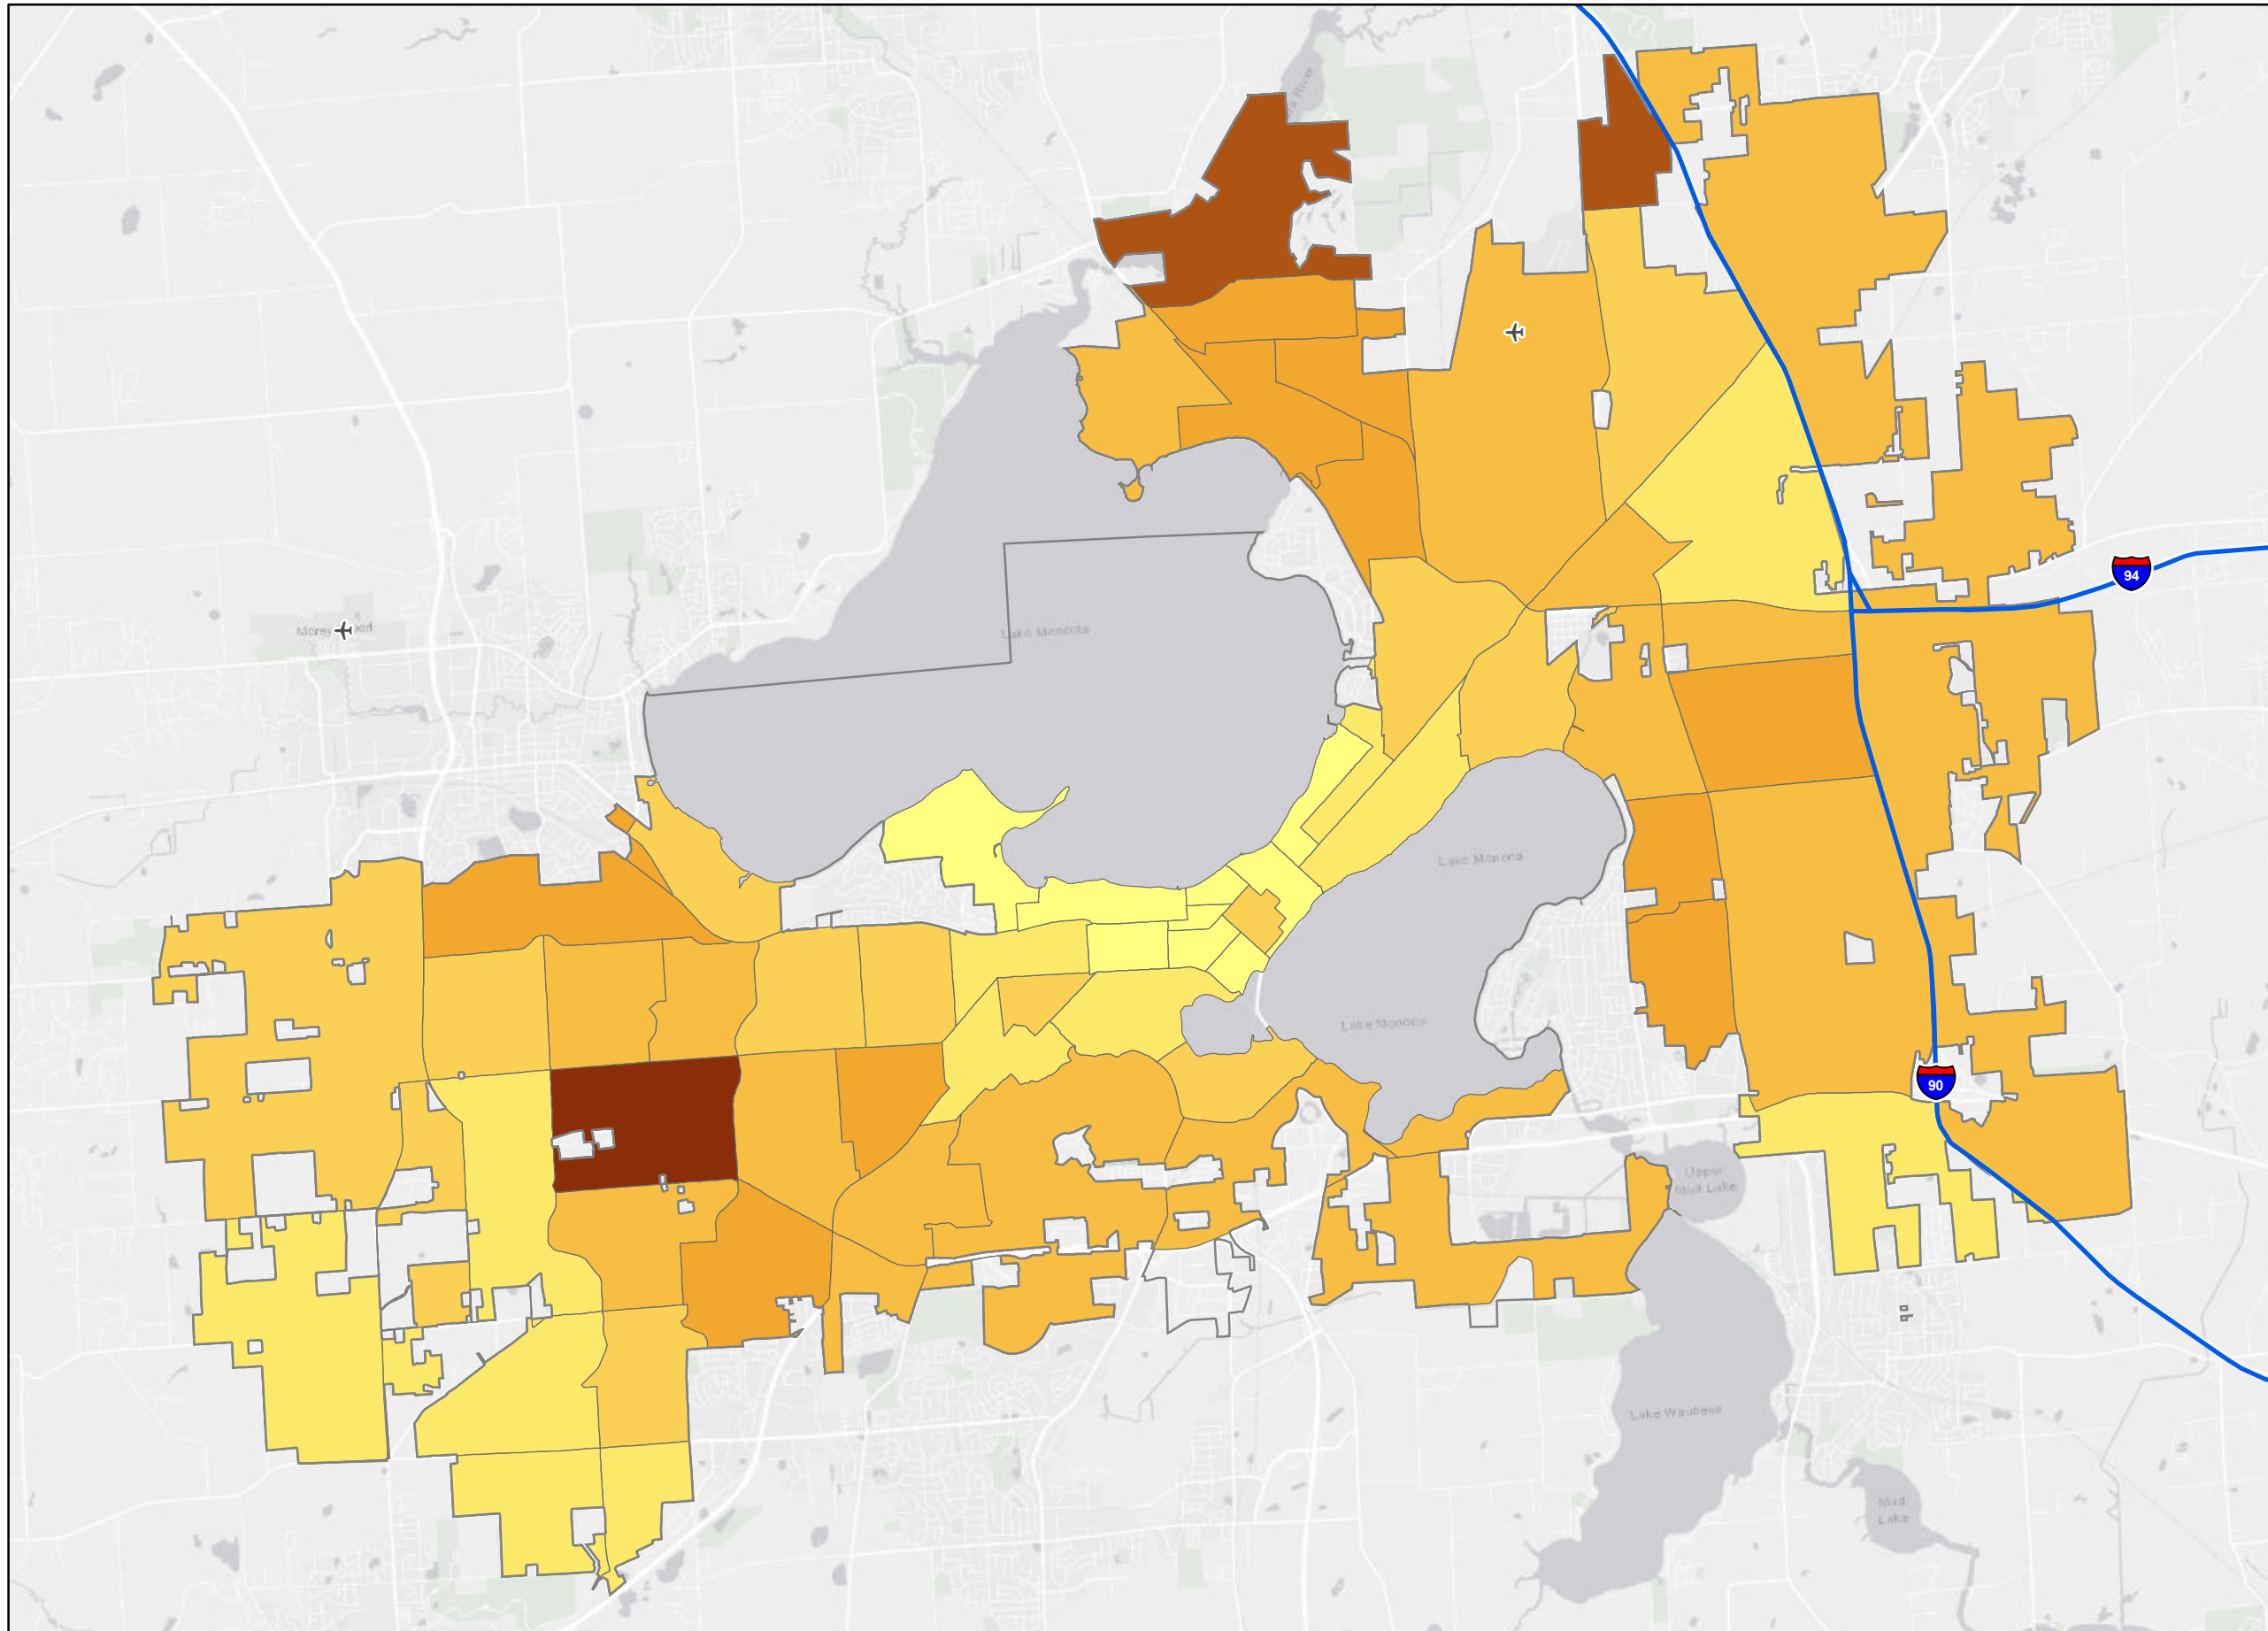 94
Lake Mendota
Lake Monona
Lake Monona
90
Upper
Mud Lake
Lake Waubesa
Mud
Lake